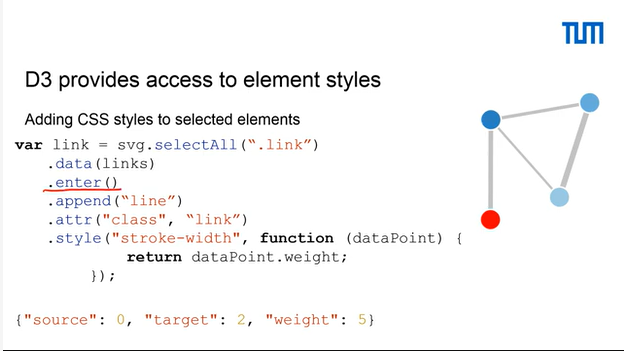 TUM
D3 provides access to element styles
Adding CSS styles to selected elements
var link = svg.selectAll(“.link”)
.data(links)
.enter()
.append(“line”)
.attr("class", “link”)
.style("stroke-width", function (dataPoint) {
return dataPoint.weight;
});
{"source": 0, "target": 2, "weight": 5}